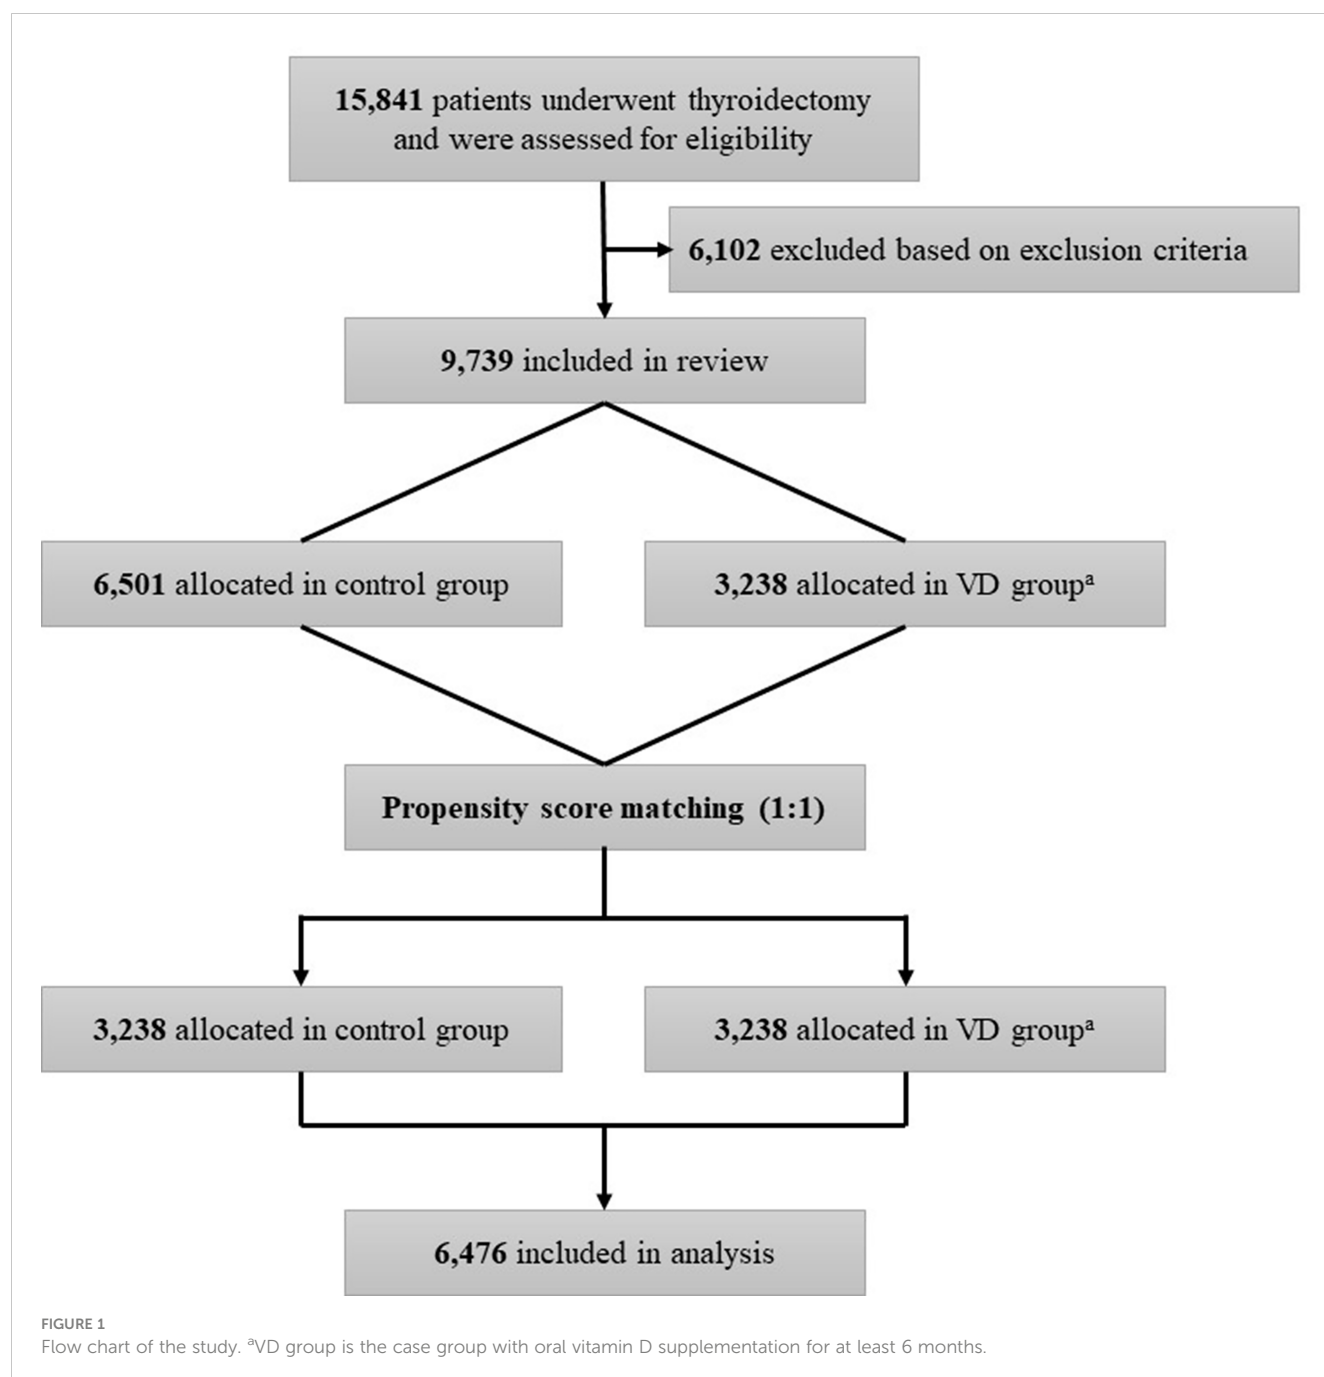 15,841 patients underwent thyroidectomy
and were assessed for eligibility
6,102 excluded based on exclusion criteria
9,739 included in review
6,501 allocated in control group
3,238 allocated in VD groupᵃ
Propensity score matching (1:1)
3,238 allocated in control group
3,238 allocated in VD groupᵃ
6,476 included in analysis
FIGURE 1
Flow chart of the study. ᵃVD group is the case group with oral vitamin D supplementation for at least 6 months.